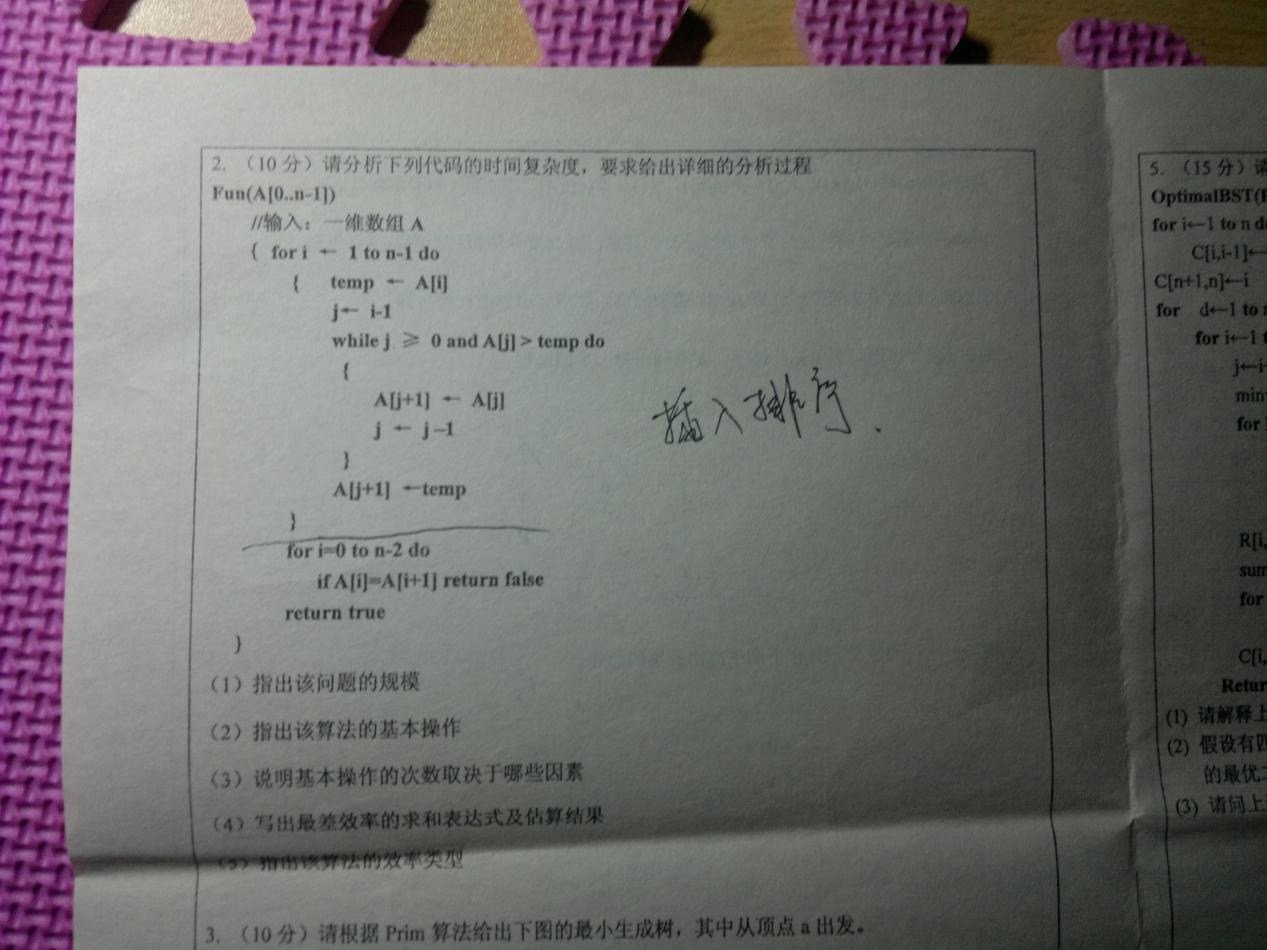 2. （10 分）请分析下列代码的时间复杂度，要求给出详细的分析过程
Fun(A[0..n-1])
//输入：一维数组 A
{ for i ← 1 to n-1 do
{ temp ← A[i]
j← i-1
while j ≥ 0 and A[j] > temp do
{
A[j+1] ← A[j]
j ← j-1
}
A[j+1] ←temp
}
for i=0 to n-2 do
if A[i]=A[i+1] return false
return true
}
插入排序.
（1）指出该问题的规模
（2）指出该算法的基本操作
（3）说明基本操作的次数取决于哪些因素
（4）写出最差效率的求和表达式及估算结果
（5）指出该算法的效率类型
3. （10 分）请根据 Prim 算法给出下图的最小生成树，其中从顶点 a 出发。
5. （15 分）请
OptimalBST(
for i←1 to n do
C[i,i-1]←
C[n+1,n]←i
for d←1 to
for i←1 t
j←i
min
for
R[i,
sum
for
C[i,
Retur
(1) 请解释上
(2) 假设有四
的最优二
(3) 请问上